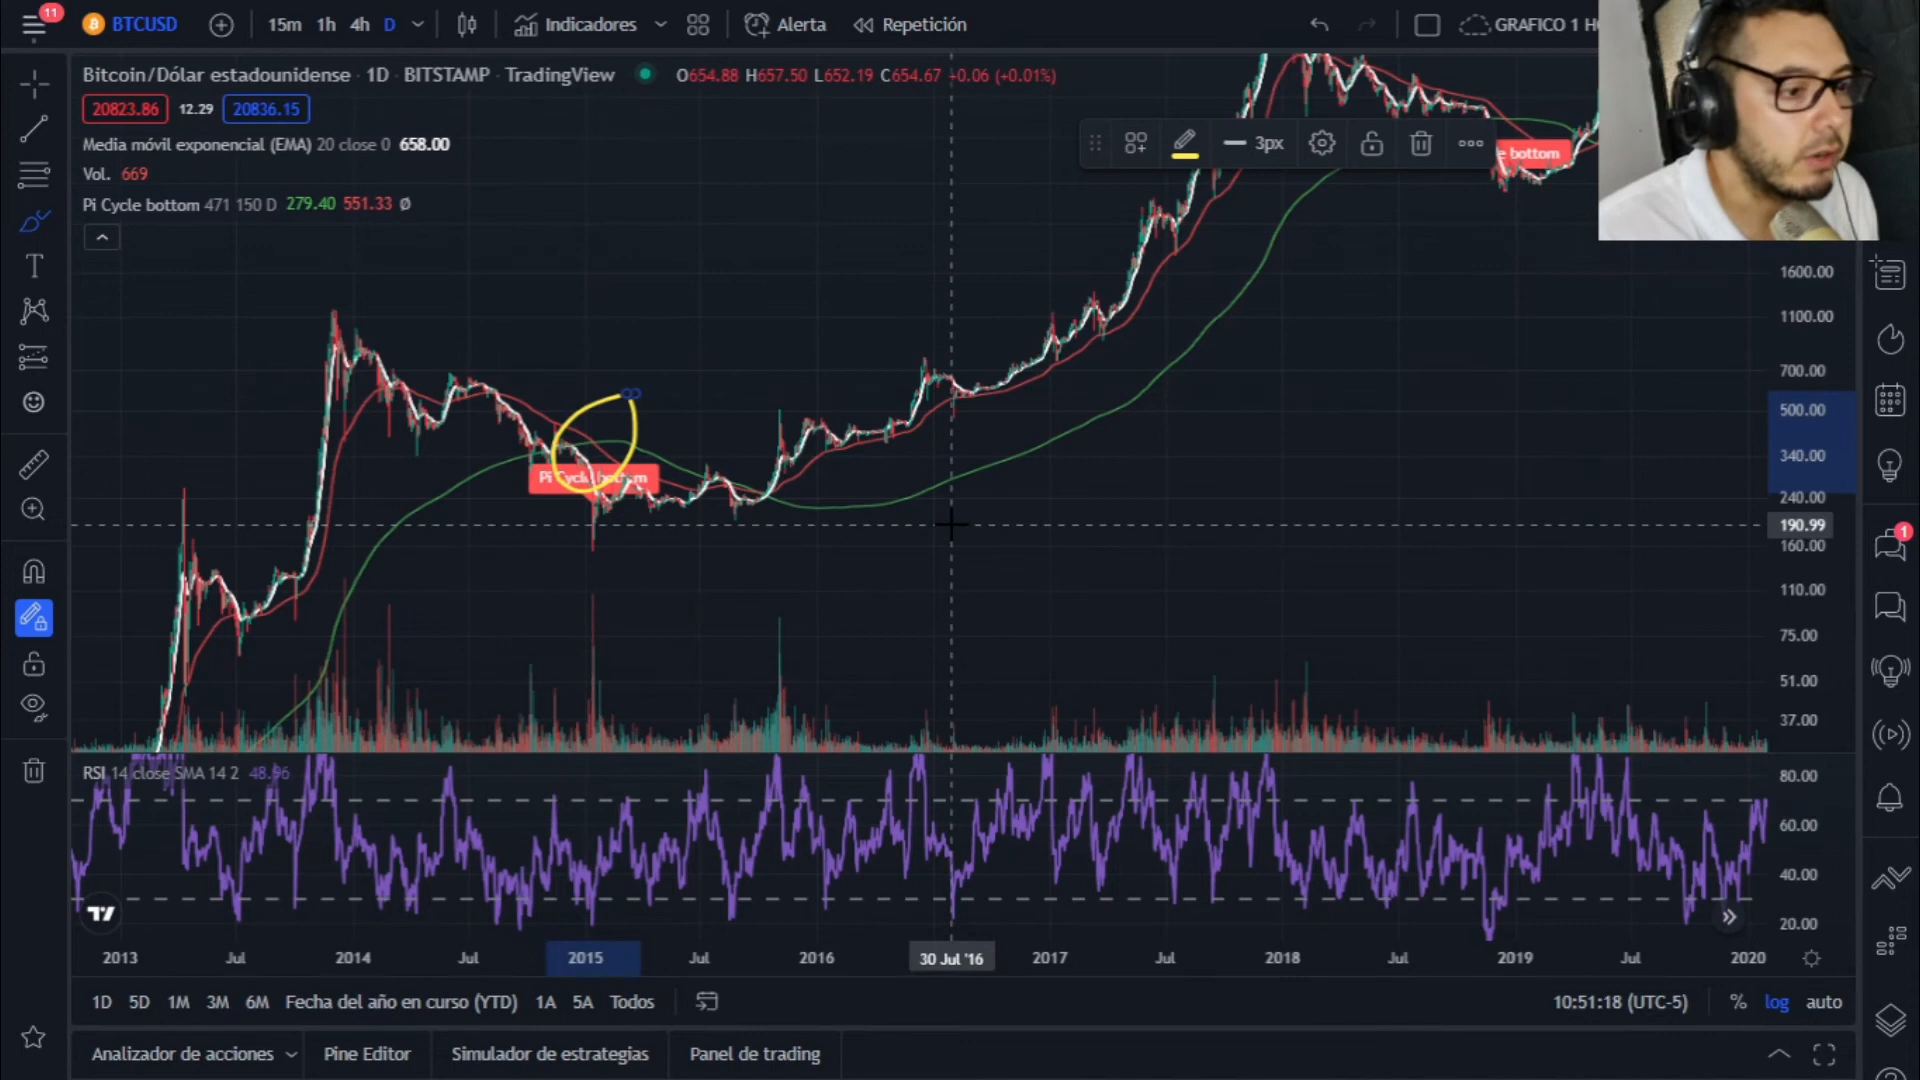 11
BTCUSD 15m 1h 4h D Indicadores Alerta Repetición GRAFICO 1 H
Bitcoin/Dólar estadounidense · 1D · BITSTAMP · TradingView O654.88 H657.50 L652.19 C654.67 +0.06 (+0.01%)
20823.86 12.29 20836.15
Media móvil exponencial (EMA) 20 close 0 658.00
3px
e bottom
Vol. 669
Pi Cycle bottom 471 150 D 279.40 551.33 Ø
1600.00
1100.00
700.00
500.00
340.00
Pi Cycle bottom
240.00
190.99
160.00
1
110.00
75.00
51.00
37.00
RSI 14 close SMA 14 2 48.96
80.00
60.00
40.00
20.00
2013 Jul 2014 Jul 2015 Jul 2016 30 Jul '16 2017 Jul 2018 Jul 2019 Jul 2020
1D 5D 1M 3M 6M Fecha del año en curso (YTD) 1A 5A Todos 10:51:18 (UTC-5) % log auto
Analizador de acciones Pine Editor Simulador de estrategias Panel de trading